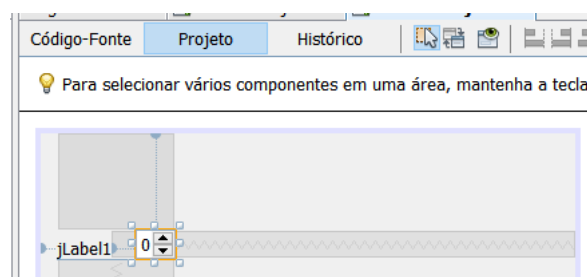 Código-Fonte Projeto Histórico
Para selecionar vários componentes em uma área, mantenha a tecla
jLabel1 0